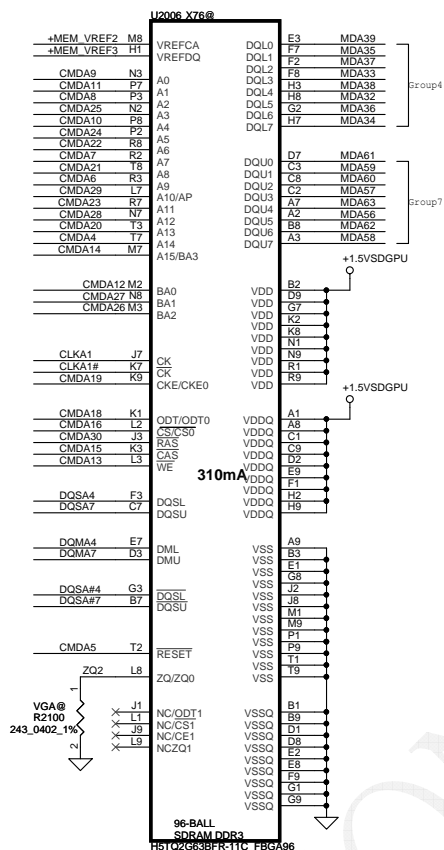 U2006 X76@
+MEM_VREF2 M8 VREFCA
+MEM_VREF3 H1 VREFDQ
CMDA9 N3 A0
CMDA11 P7 A1
CMDA8 P3 A2
CMDA25 N2 A3
CMDA10 P8 A4
CMDA24 P2 A5
CMDA22 R8 A6
CMDA7 R2 A7
CMDA21 T8 A8
CMDA6 R3 A9
CMDA29 L7 A10/AP
CMDA23 R7 A11
CMDA28 N7 A12
CMDA20 T3 A13
CMDA4 T7 A14
CMDA14 M7 A15/BA3
CMDA12 M2 BA0
CMDA27 N8 BA1
CMDA26 M3 BA2
CLKA1 J7 CK
CLKA1# K7 CK
CMDA19 K9 CKE/CKE0
CMDA18 K1 ODT/ODT0
CMDA16 L2 CS/CS0
CMDA30 J3 RAS
CMDA15 K3 CAS
CMDA13 L3 WE
DQSA4 F3 DQSL
DQSA7 C7 DQSU
DQMA4 E7 DML
DQMA7 D3 DMU
DQSA#4 G3 DQSL
DQSA#7 B7 DQSU
CMDA5 T2 RESET
ZQ2 L8 ZQ/ZQ0
1
VGA@
R2100
243_0402_1%
2
J1 NC/ODT1
L1 NC/CS1
J9 NC/CE1
L9 NCZQ1
310mA
DQL0 E3 MDA39
DQL1 F7 MDA35
DQL2 F2 MDA37
DQL3 F8 MDA33
DQL4 H3 MDA38
DQL5 H8 MDA32
DQL6 G2 MDA36
DQL7 H7 MDA34
Group4
DQU0 D7 MDA61
DQU1 C3 MDA59
DQU2 C8 MDA60
DQU3 C2 MDA57
DQU4 A7 MDA63
DQU5 A2 MDA56
DQU6 B8 MDA62
DQU7 A3 MDA58
Group7
+1.5VSDGPU
VDD B2
VDD D9
VDD G7
VDD K2
VDD K8
VDD N1
VDD N9
VDD R1
VDD R9
+1.5VSDGPU
VDDQ A1
VDDQ A8
VDDQ C1
VDDQ C9
VDDQ D2
VDDQ E9
VDDQ F1
VDDQ H2
VDDQ H9
VSS A9
VSS B3
VSS E1
VSS G8
VSS J2
VSS J8
VSS M1
VSS M9
VSS P1
VSS P9
VSS T1
VSS T9
VSSQ B1
VSSQ B9
VSSQ D1
VSSQ D8
VSSQ E2
VSSQ E8
VSSQ F9
VSSQ G1
VSSQ G9
96-BALL
SDRAM DDR3
H5TQ2G63BFR-11C FBGA96